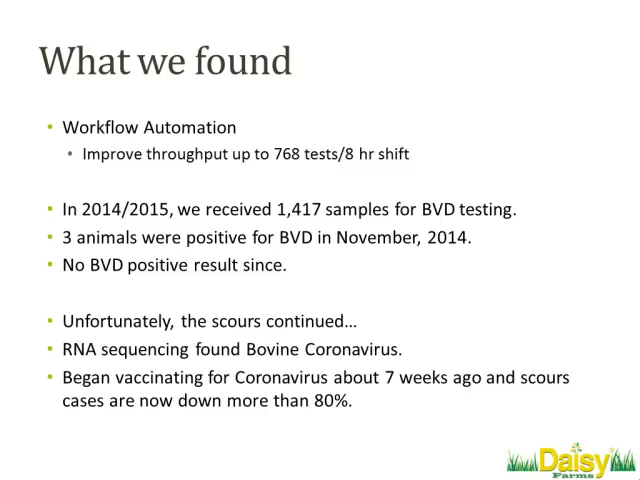 What we found
• Workflow Automation
• Improve throughput up to 768 tests/8 hr shift
• In 2014/2015, we received 1,417 samples for BVD testing.
• 3 animals were positive for BVD in November, 2014.
• No BVD positive result since.
• Unfortunately, the scours continued…
• RNA sequencing found Bovine Coronavirus.
• Began vaccinating for Coronavirus about 7 weeks ago and scours
cases are now down more than 80%.
Daisy®
Farms